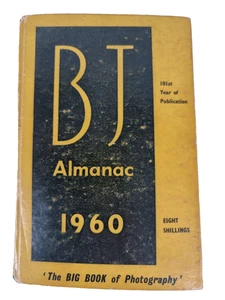 BJ
101st
Year of
Publication
Almanac
1960
EIGHT
SHILLINGS
'The BIG BOOK of Photography'